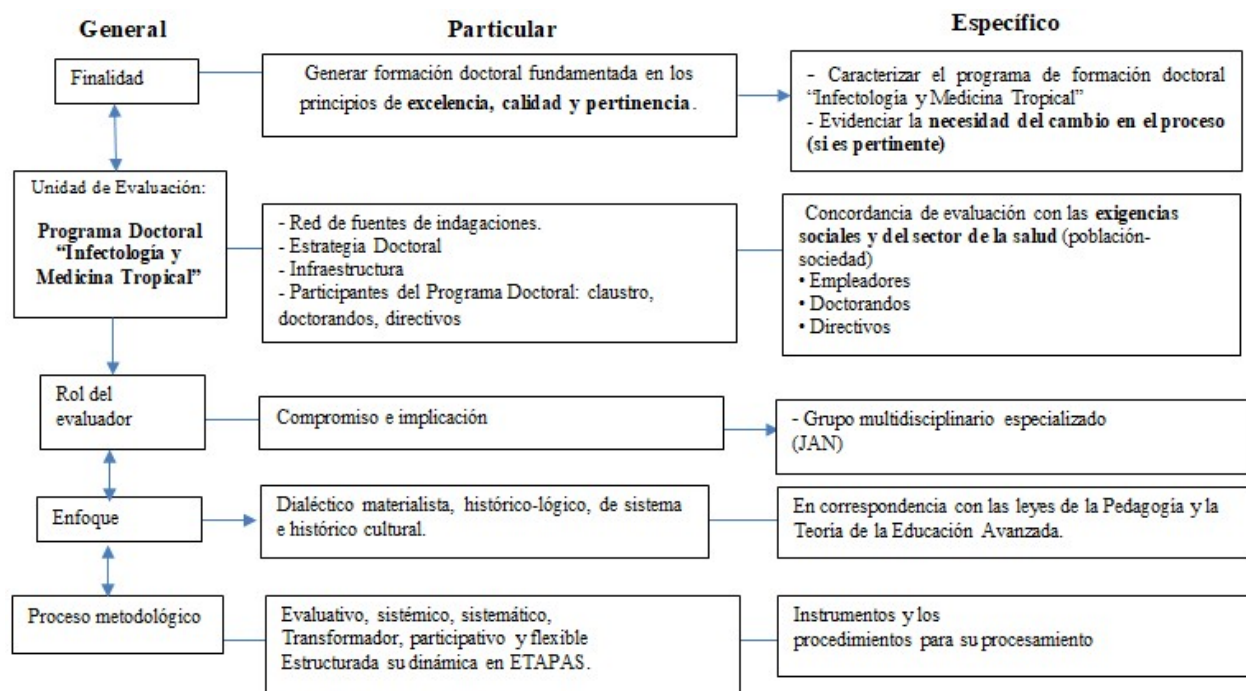 General
Particular
Específico
Finalidad
Generar formación doctoral fundamentada en los
principios de excelencia, calidad y pertinencia.
- Caracterizar el programa de formación doctoral
“Infectología y Medicina Tropical”
- Evidenciar la necesidad del cambio en el proceso
(si es pertinente)
Unidad de Evaluación:
Programa Doctoral
“Infectología y
Medicina Tropical”
- Red de fuentes de indagaciones.
- Estrategia Doctoral
- Infraestructura
- Participantes del Programa Doctoral: claustro,
doctorandos, directivos
Concordancia de evaluación con las exigencias
sociales y del sector de la salud (población-
sociedad)
• Empleadores
• Doctorandos
• Directivos
Rol del
evaluador
Compromiso e implicación
- Grupo multidisciplinario especializado
(JAN)
Enfoque
Dialéctico materialista, histórico-lógico, de sistema
e histórico cultural.
En correspondencia con las leyes de la Pedagogía y la
Teoría de la Educación Avanzada.
Proceso metodológico
Evaluativo, sistémico, sistemático,
Transformador, participativo y flexible
Estructurada su dinámica en ETAPAS.
Instrumentos y los
procedimientos para su procesamiento